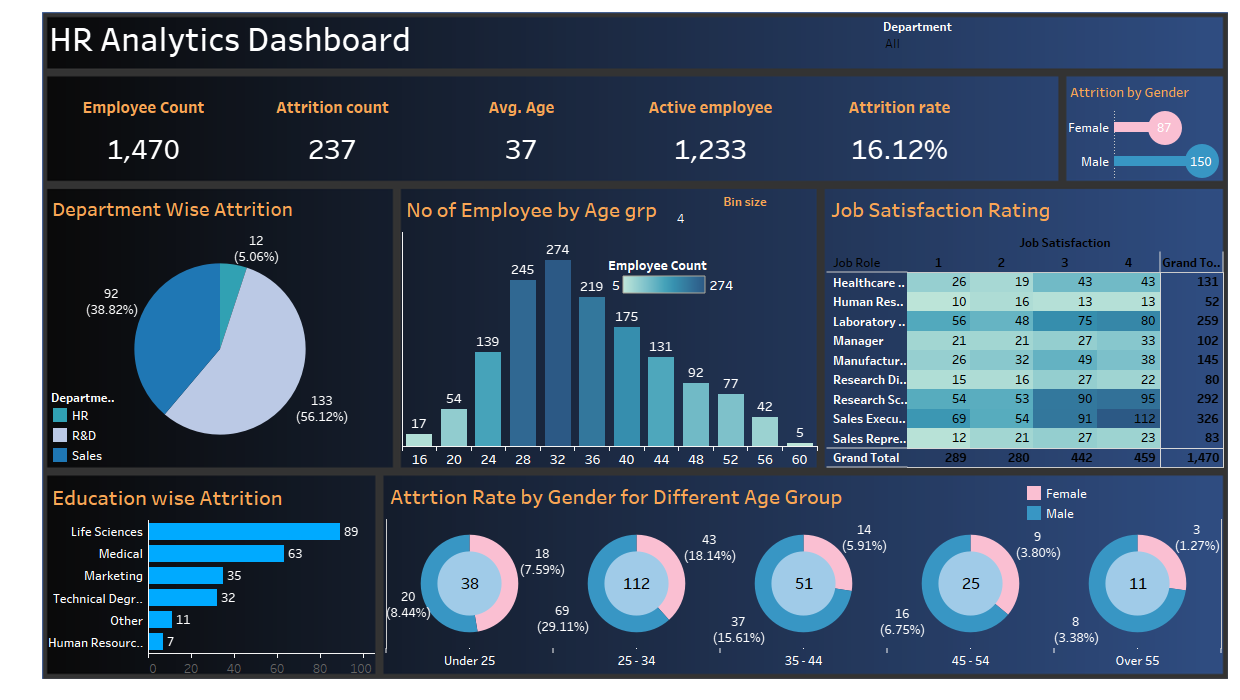 HR Analytics Dashboard
Department
All
Employee Count
Attrition count
Avg. Age
Active employee
Attrition rate
1,470
237
37
1,233
16.12%
Attrition by Gender
Female 87
Male 150
Department Wise Attrition
12
(5.06%)
92
(38.82%)
133
(56.12%)
Departme..
HR
R&D
Sales
No of Employee by Age grp
Bin size
4
Employee Count
5 274
17
54
139
245
274
219
175
131
92
77
42
5
16 20 24 28 32 36 40 44 48 52 56 60
Job Satisfaction Rating
Job Satisfaction
Job Role 1 2 3 4 Grand To..
Healthcare .. 26 19 43 43 131
Human Res.. 10 16 13 13 52
Laboratory .. 56 48 75 80 259
Manager 21 21 27 33 102
Manufactur.. 26 32 49 38 145
Research Di.. 15 16 27 22 80
Research Sc.. 54 53 90 95 292
Sales Execu.. 69 54 91 112 326
Sales Repre.. 12 21 27 23 83
Grand Total 289 280 442 459 1,470
Education wise Attrition
Life Sciences 89
Medical 63
Marketing 35
Technical Degr.. 32
Other 11
Human Resourc.. 7
0 20 40 60 80 100
Attrtion Rate by Gender for Different Age Group
Female
Male
38
18
(7.59%)
20
(8.44%)
Under 25
112
43
(18.14%)
69
(29.11%)
25 - 34
51
14
(5.91%)
37
(15.61%)
35 - 44
25
9
(3.80%)
16
(6.75%)
45 - 54
11
3
(1.27%)
8
(3.38%)
Over 55